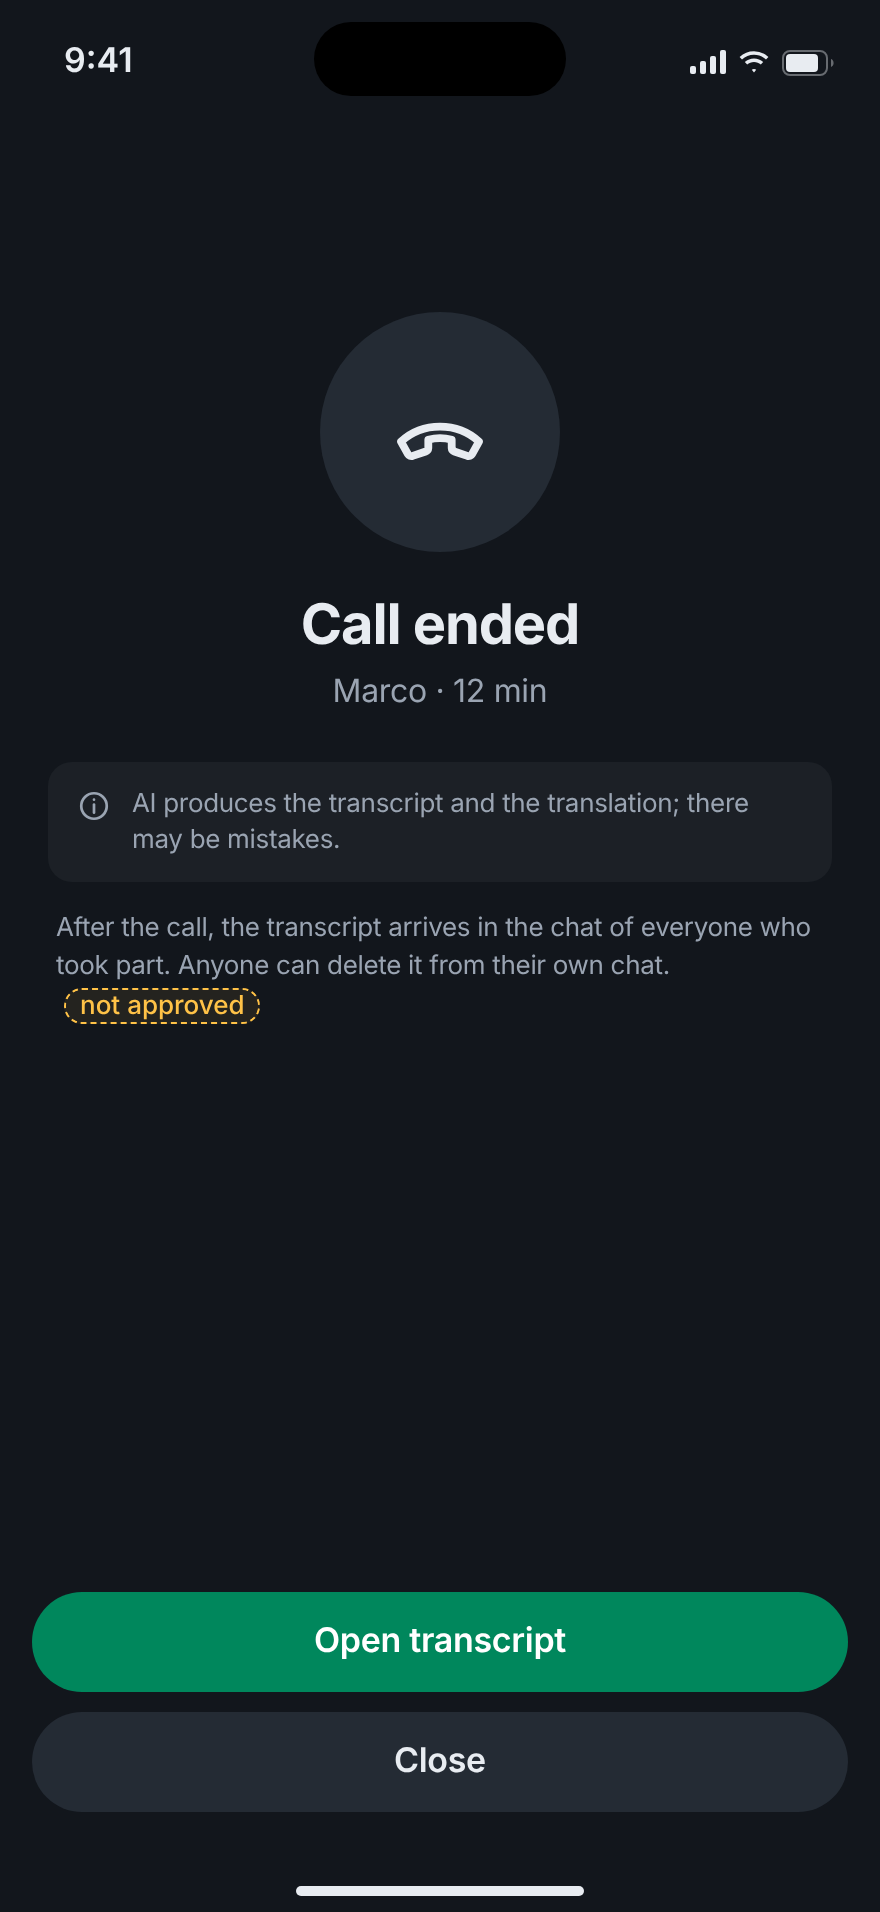 9:41
Call ended
Marco · 12 min
AI produces the transcript and the translation; there
may be mistakes.
After the call, the transcript arrives in the chat of everyone who
took part. Anyone can delete it from their own chat.
not approved
Open transcript
Close